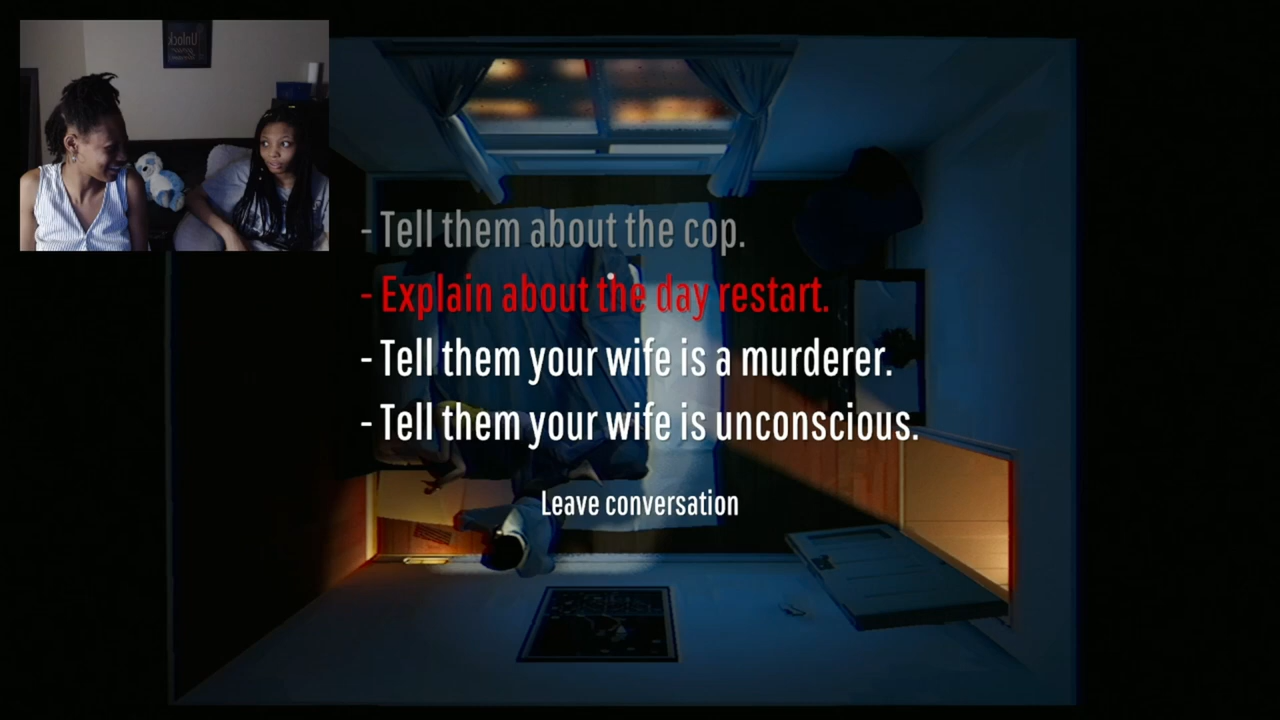 Unlock
- Tell them about the cop.
- Explain about the day restart.
- Tell them your wife is a murderer.
- Tell them your wife is unconscious.
Leave conversation